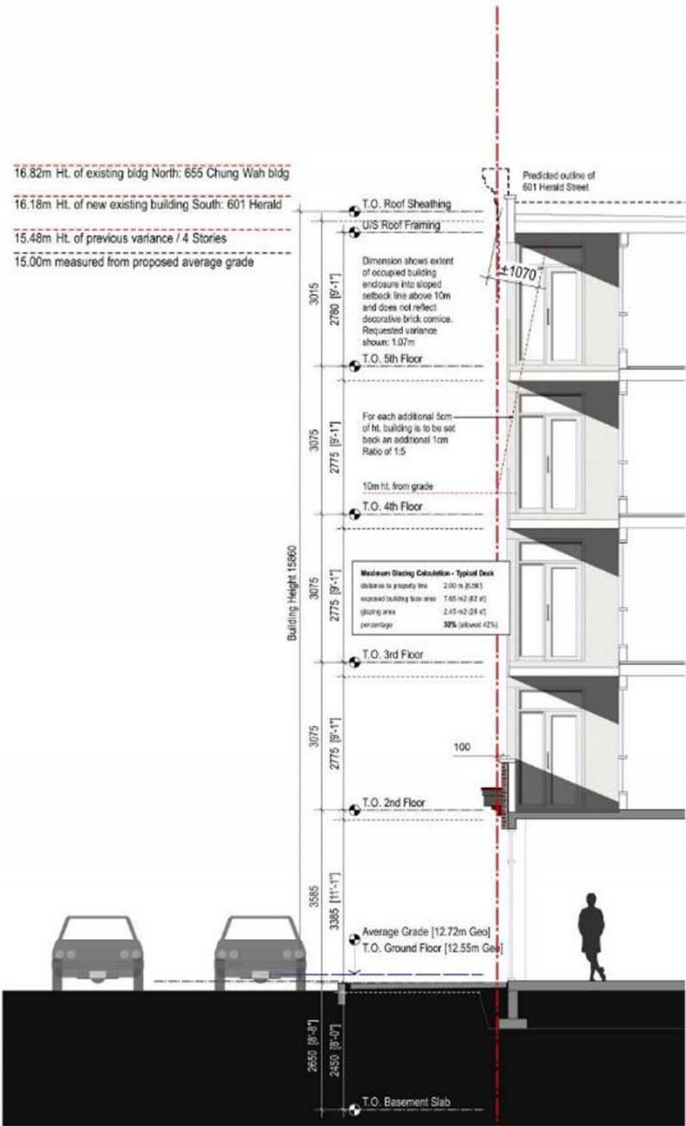 16.82m Ht. of existing bldg North: 655 Chung Wah bldg
16.18m Ht. of new existing building South: 601 Herald
15.48m Ht. of previous variance / 4 Stories
15.00m measured from proposed average grade
Predicted outline of
601 Herald Street
T.O. Roof Sheathing
U/S Roof Framing
±1070
Dimension shows extent
of occupied building
enclosure into sloped
setback line above 10m
and does not reflect
decorative brick cornice.
Requested variance
shown: 1.07m
3015
2780 [9'-1"]
T.O. 5th Floor
For each additional 5cm
of ht. building is to be set
back an additional 1cm
Ratio of 1:5
3075
2775 [9'-1"]
10m ht. from grade
T.O. 4th Floor
Building Height 15860
Maximum Glazing Calculation - Typical Deck
distance to property line 2.00 m [6.56']
exposed building face area 7.65 m2 (82 sf)
glazing area 2.45 m2 (26 sf)
percentage 32% (allowed 42%)
3075
2775 [9'-1"]
T.O. 3rd Floor
3075
2775 [9'-1"]
100
T.O. 2nd Floor
3585
3385 [11'-1"]
Average Grade [12.72m Geo]
T.O. Ground Floor [12.55m Geo]
2650 [8'-8"]
2450 [8'-0"]
T.O. Basement Slab